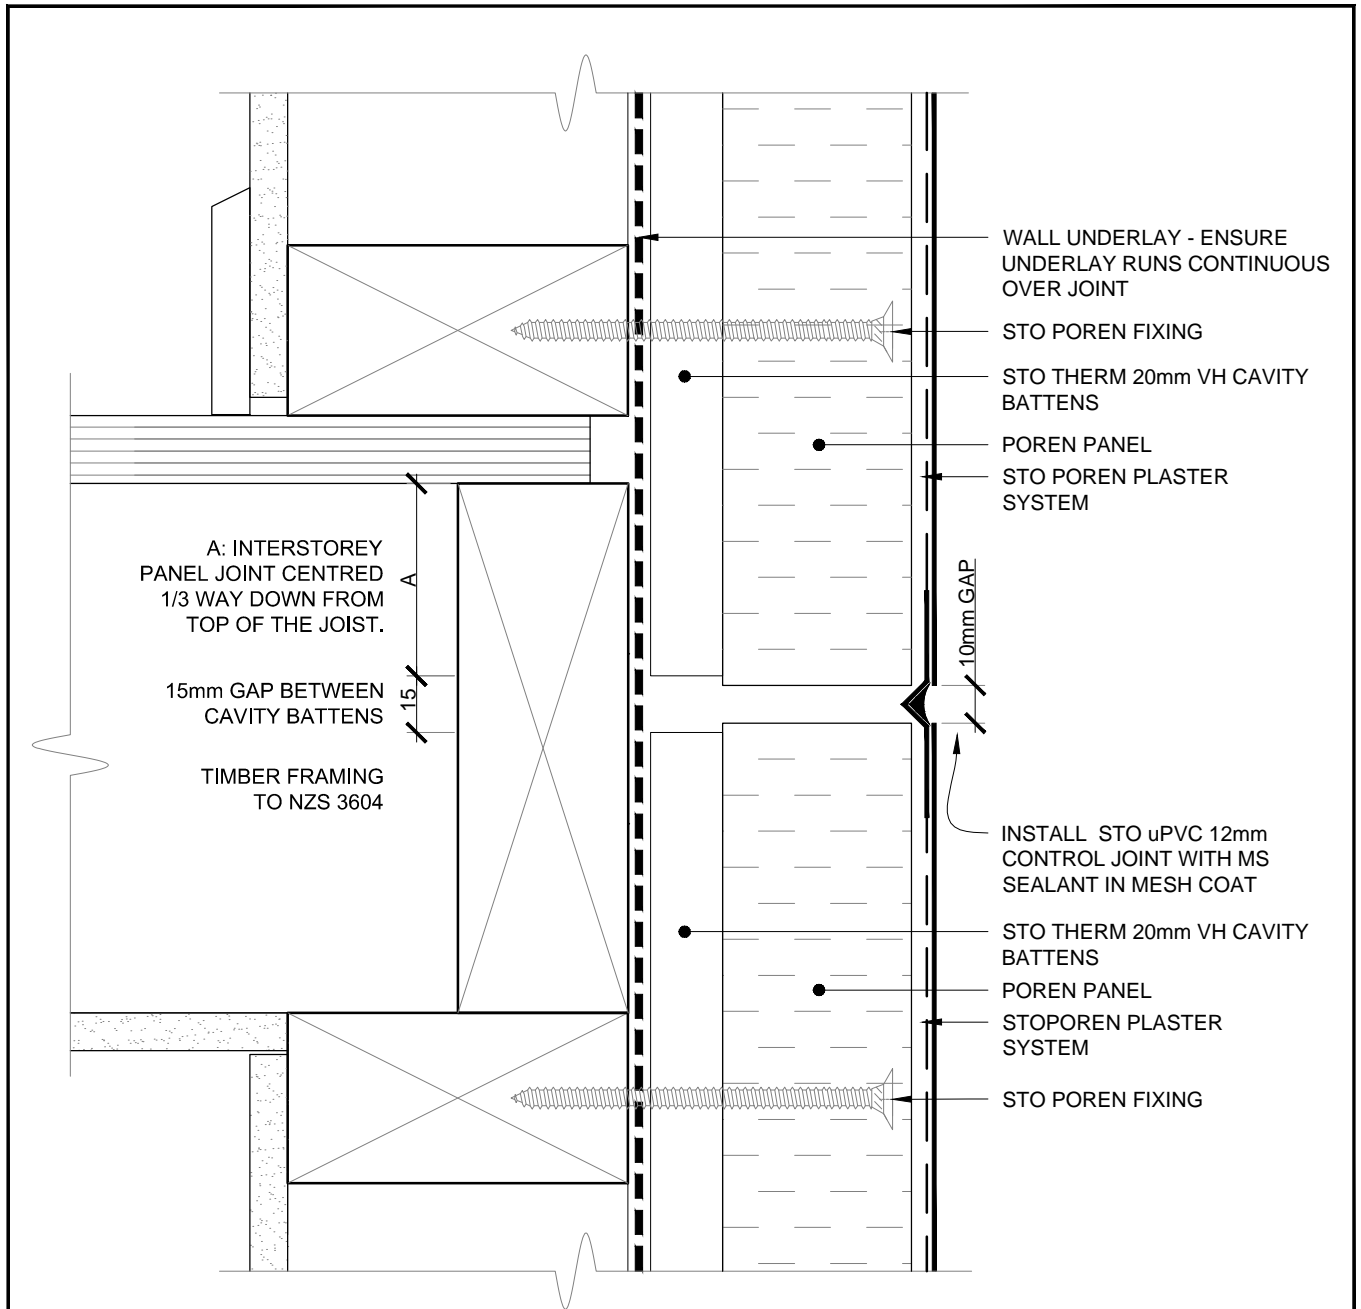 WALL UNDERLAY - ENSURE
UNDERLAY RUNS CONTINUOUS
OVER JOINT
STO POREN FIXING
STO THERM 20mm VH CAVITY
BATTENS
POREN PANEL
STO POREN PLASTER
SYSTEM
A: INTERSTOREY
PANEL JOINT CENTRED
1/3 WAY DOWN FROM
TOP OF THE JOIST.
A
10mm GAP
15mm GAP BETWEEN
CAVITY BATTENS
15
TIMBER FRAMING
TO NZS 3604
INSTALL STO uPVC 12mm
CONTROL JOINT WITH MS
SEALANT IN MESH COAT
STO THERM 20mm VH CAVITY
BATTENS
POREN PANEL
STOPOREN PLASTER
SYSTEM
STO POREN FIXING